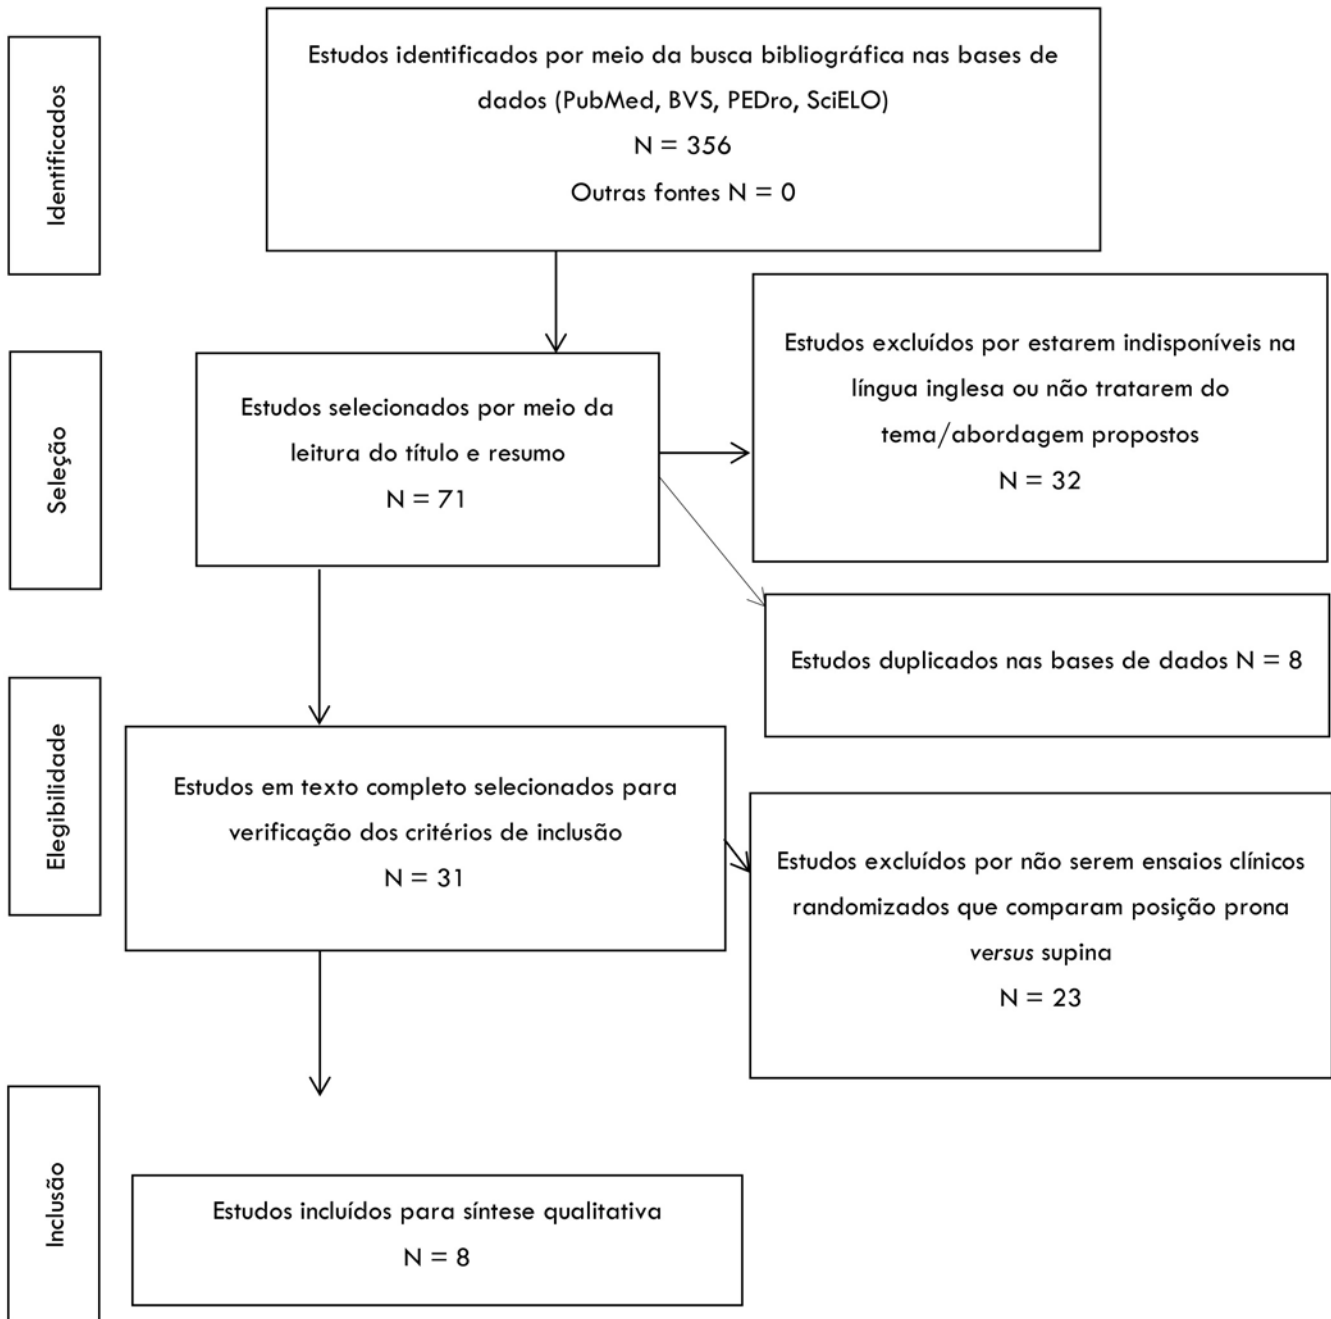 Identificados
Estudos identificados por meio da busca bibliográfica nas bases de
dados (PubMed, BVS, PEDro, SciELO)
N = 356
Outras fontes N = 0
Seleção
Estudos selecionados por meio da
leitura do título e resumo
N = 71
Estudos excluídos por estarem indisponíveis na
língua inglesa ou não tratarem do
tema/abordagem propostos
N = 32
Estudos duplicados nas bases de dados N = 8
Elegibilidade
Estudos em texto completo selecionados para
verificação dos critérios de inclusão
N = 31
Estudos excluídos por não serem ensaios clínicos
randomizados que comparam posição prona
versus supina
N = 23
Inclusão
Estudos incluídos para síntese qualitativa
N = 8